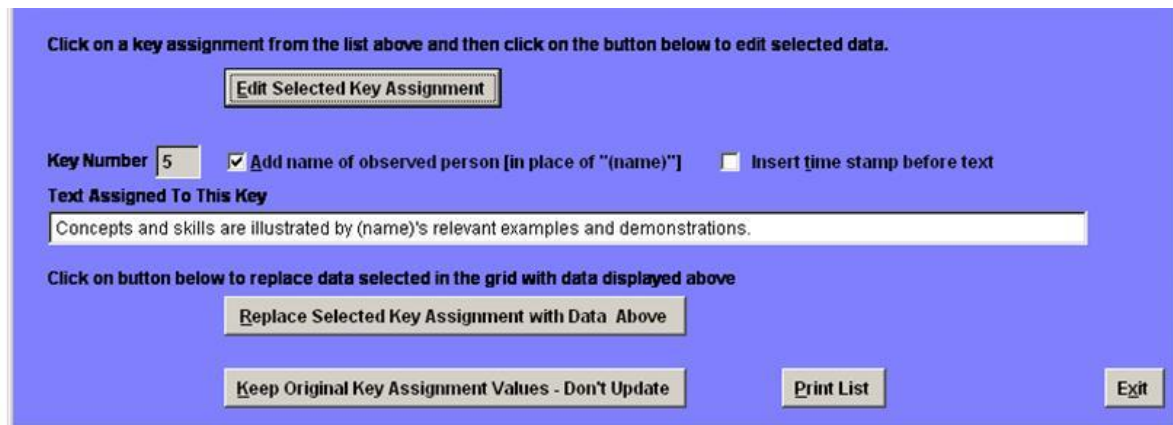 Click on a key assignment from the list above and then click on the button below to edit selected data.
Edit Selected Key Assignment
Key Number 5 Add name of observed person [in place of "(name)"] Insert time stamp before text
Text Assigned To This Key
Concepts and skills are illustrated by (name)'s relevant examples and demonstrations.
Click on button below to replace data selected in the grid with data displayed above
Replace Selected Key Assignment with Data Above
Keep Original Key Assignment Values - Don't Update Print List Exit